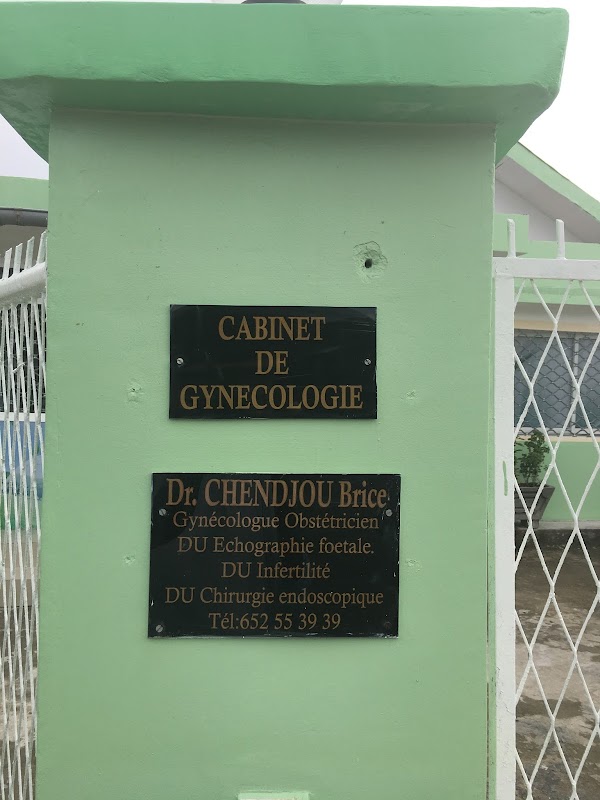 CABINET
DE
GYNECOLOGIE
Dr. CHENDJOU Brice
Gynécologue Obstétricien
DU Echographie foetale.
DU Infertilité
DU Chirurgie endoscopique
Tél:652 55 39 39